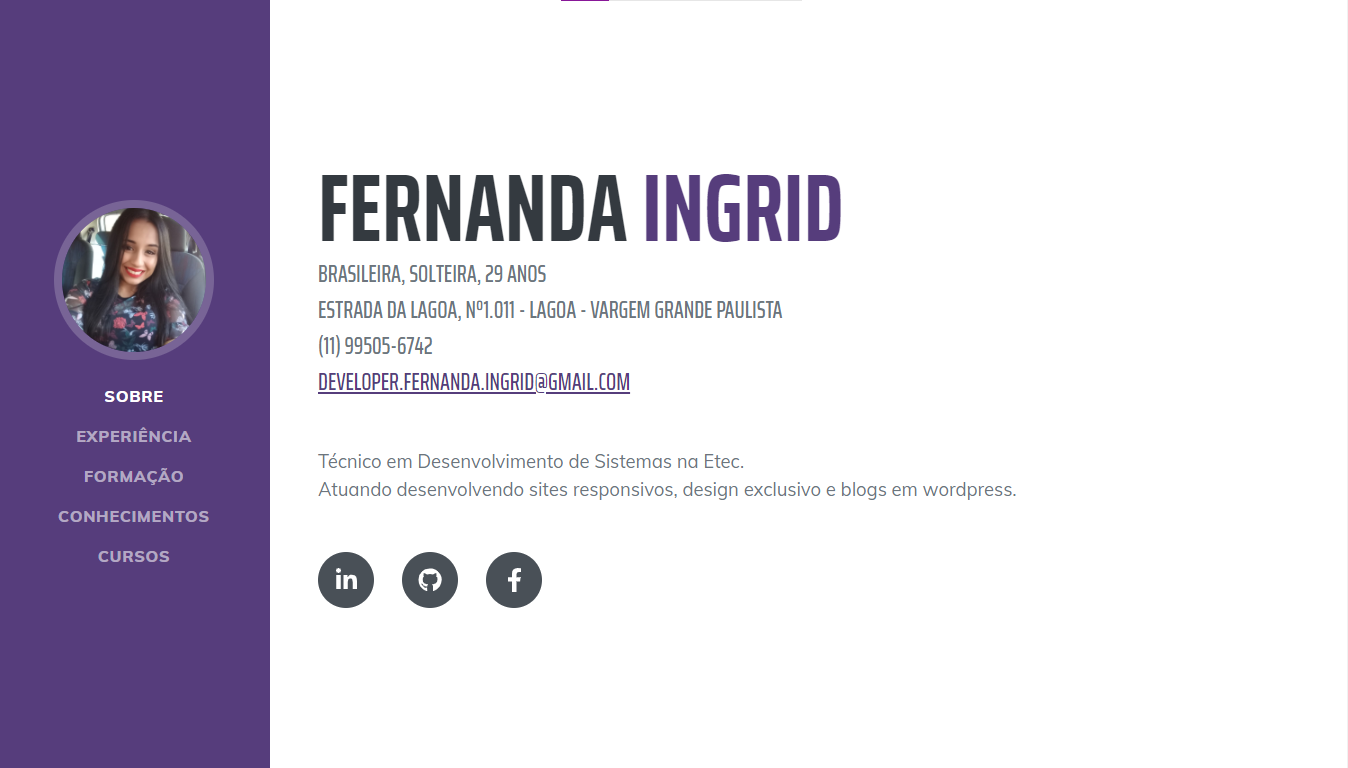 SOBRE
EXPERIÊNCIA
FORMAÇÃO
CONHECIMENTOS
CURSOS
FERNANDA INGRID
BRASILEIRA, SOLTEIRA, 29 ANOS
ESTRADA DA LAGOA, Nº1.011 - LAGOA - VARGEM GRANDE PAULISTA
(11) 99505-6742
DEVELOPER.FERNANDA.INGRID@GMAIL.COM
Técnico em Desenvolvimento de Sistemas na Etec.
Atuando desenvolvendo sites responsivos, design exclusivo e blogs em wordpress.
in
f